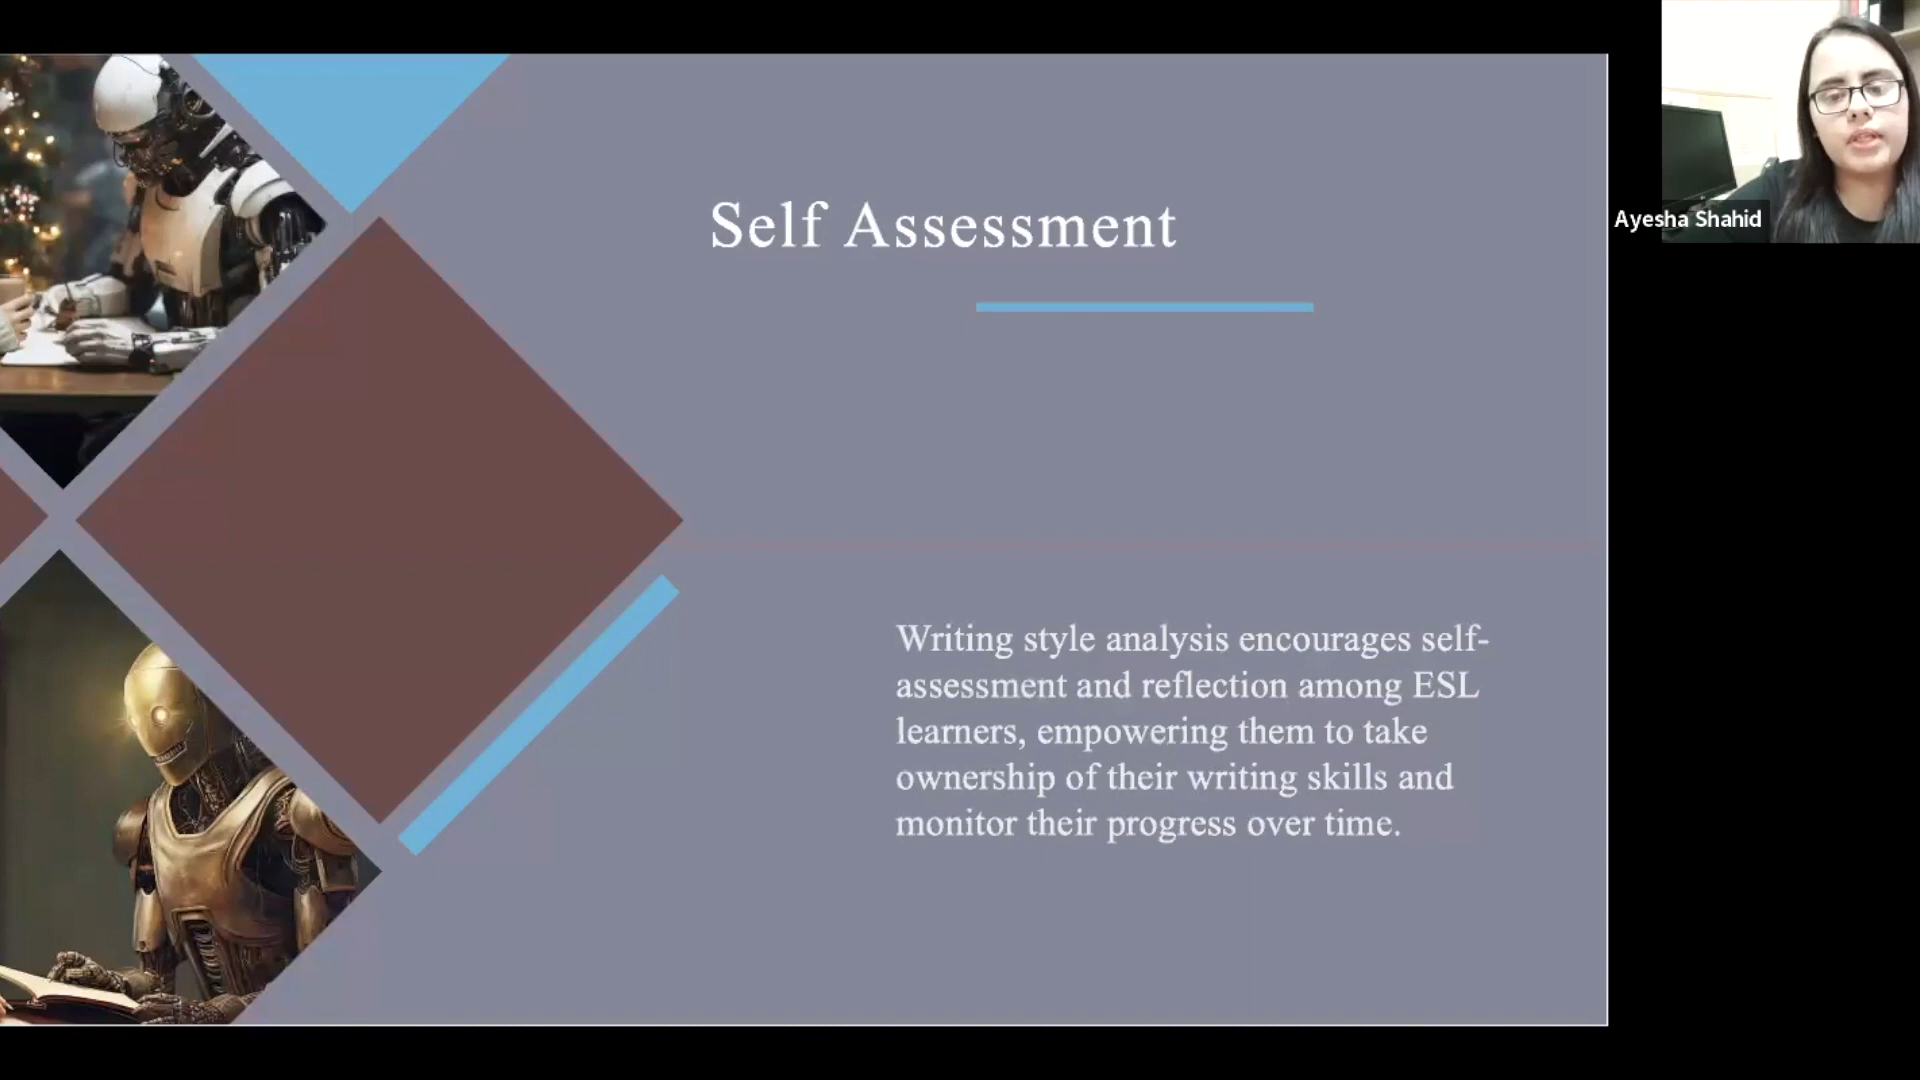 Self Assessment
Ayesha Shahid
Writing style analysis encourages self-
assessment and reflection among ESL
learners, empowering them to take
ownership of their writing skills and
monitor their progress over time.